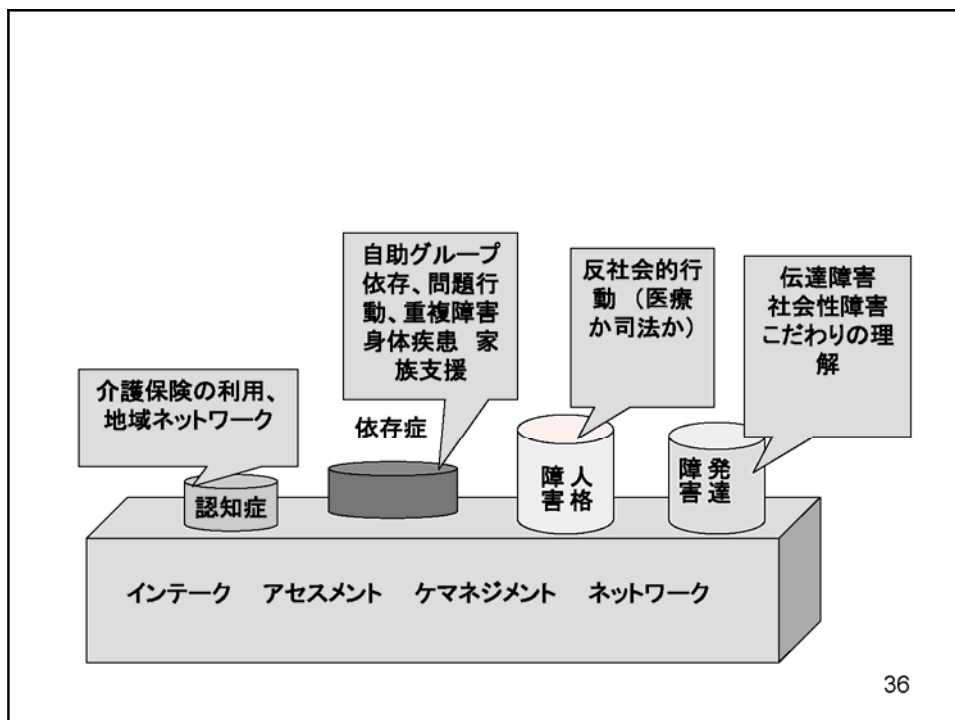 自助グループ
依存、問題行
動、重複障害
身体疾患 家
族支援
反社会的行
動 （医療
か司法か）
伝達障害
社会性障害
こだわりの理
解
介護保険の利用、
地域ネットワーク
依存症
認知症
人格
障害
発達
障害
インテーク アセスメント ケマネジメント ネットワーク
36